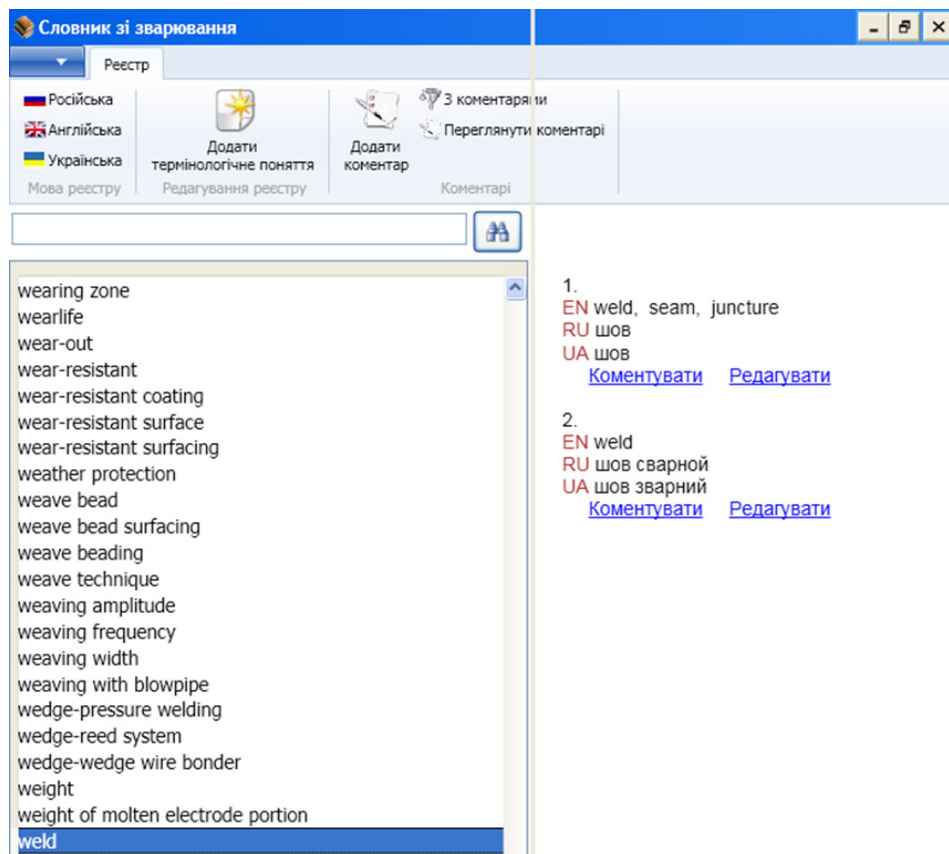 Словник зі зварювання
Реєстр
Російська
Англійська
Українська
Мова реєстру
Додати
термінологічне поняття
Редагування реєстру
Додати
коментар
З коментарями
Переглянути коментарі
Коментарі
wearing zone
wearlife
wear-out
wear-resistant
wear-resistant coating
wear-resistant surface
wear-resistant surfacing
weather protection
weave bead
weave bead surfacing
weave beading
weave technique
weaving amplitude
weaving frequency
weaving width
weaving with blowpipe
wedge-pressure welding
wedge-reed system
wedge-wedge wire bonder
weight
weight of molten electrode portion
weld
1.
EN weld, seam, juncture
RU шов
UA шов
Коментувати Редагувати
2.
EN weld
RU шов сварной
UA шов зварний
Коментувати Редагувати